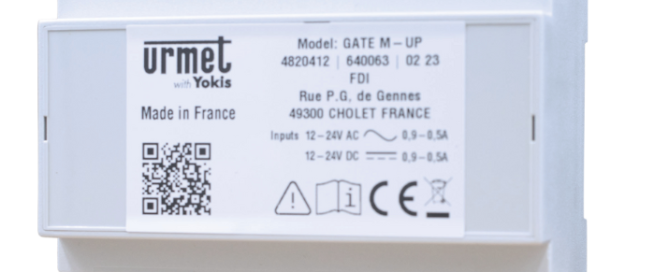 urmet
with Yokis
Made in France
Model: GATE M – UP
4820412 | 640063 | 02 23
FDI
Rue P.G. de Gennes
49300 CHOLET FRANCE
Inputs 12–24V AC 0,9–0,5A
12–24V DC 0,9–0,5A
i CE